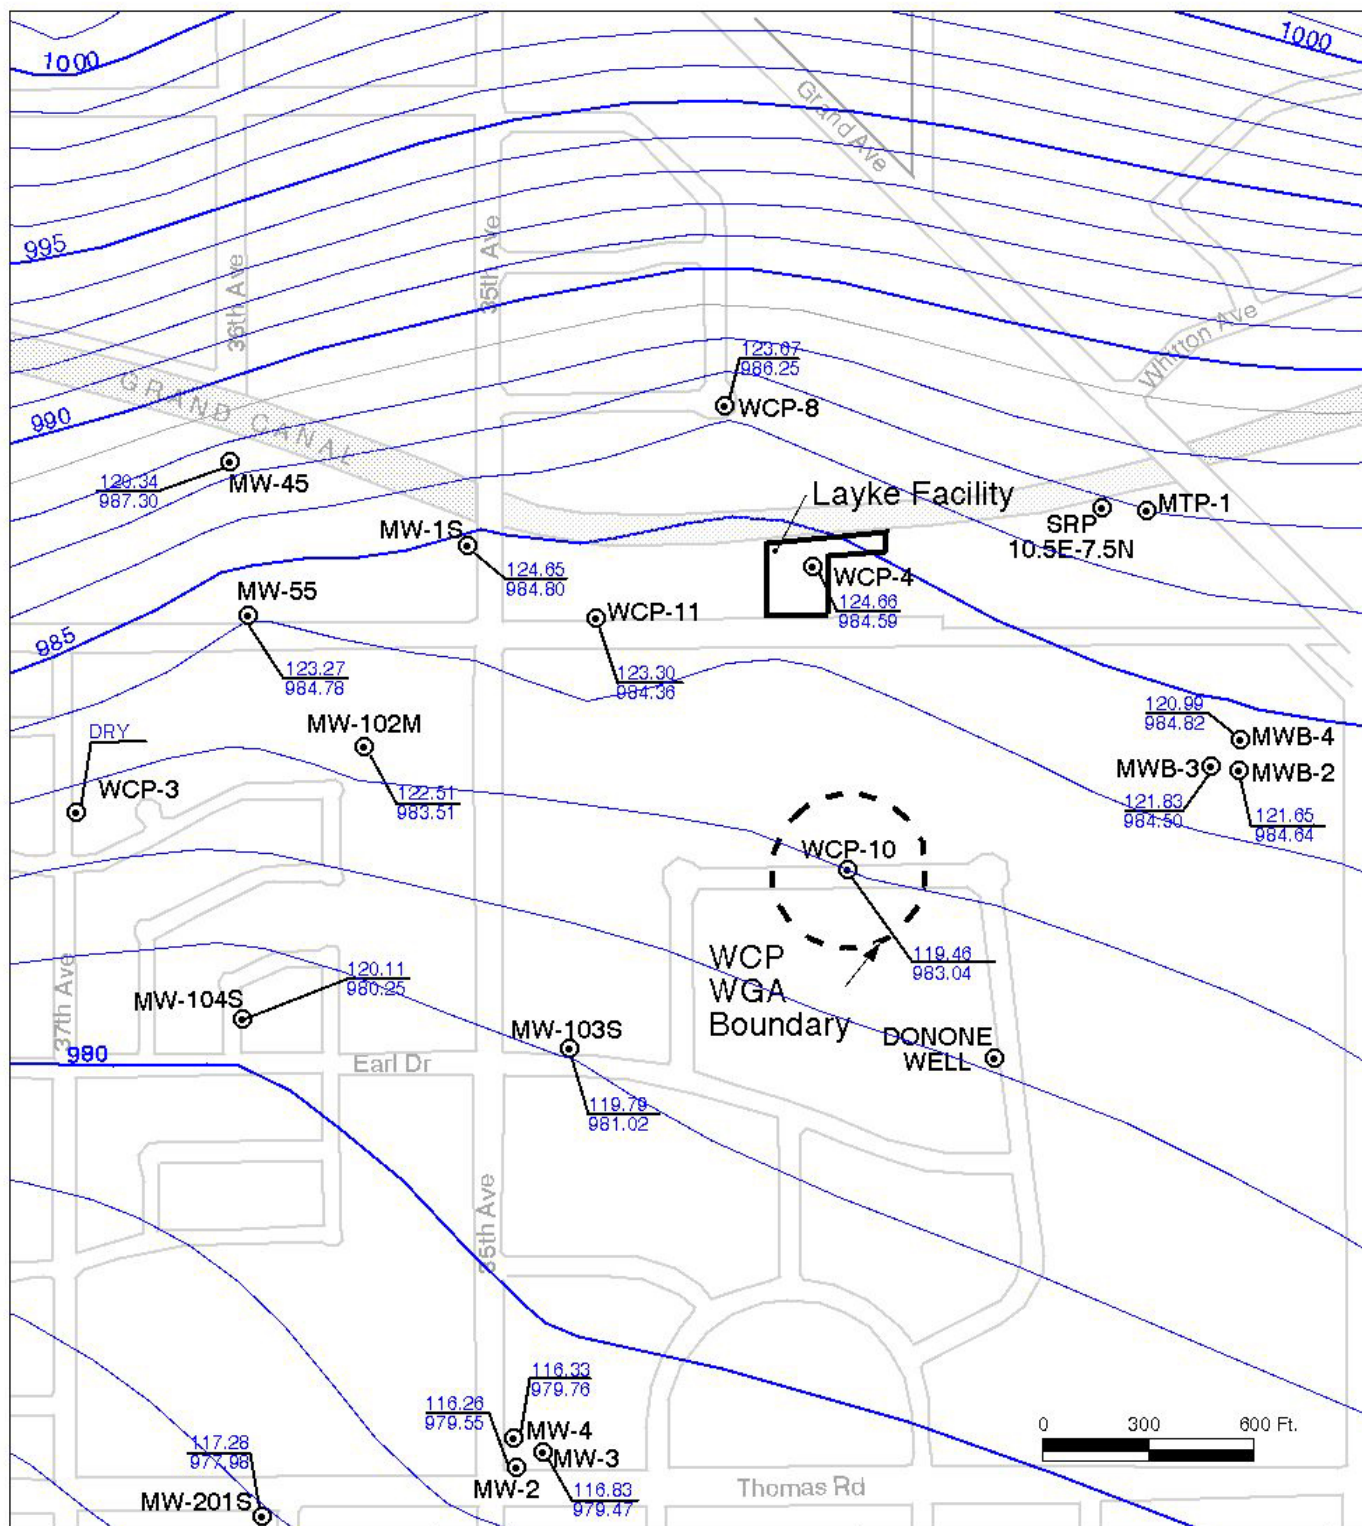 1000
1000
Grand Ave
995
36th Ave
35th Ave
Whitton Ave
GRAND CANAL
990
123.67
986.25
WCP-8
120.34
987.30
MW-45
Layke Facility
MW-1S
124.65
984.80
SRP
10.5E-7.5N
MTP-1
WCP-4
124.66
984.59
MW-55
123.27
984.78
WCP-11
123.30
984.36
985
DRY
WCP-3
MW-102M
122.51
983.51
120.99
984.82
MWB-4
MWB-3
MWB-2
121.83
984.50
121.65
984.64
WCP-10
119.46
983.04
WCP
WGA
Boundary
37th Ave
120.11
980.25
MW-104S
MW-103S
119.79
981.02
DONONE
WELL
980
Earl Dr
35th Ave
116.33
979.76
116.26
979.55
MW-4
MW-3
MW-2
116.83
979.47
117.28
977.98
MW-201S
Thomas Rd
0 300 600 Ft.